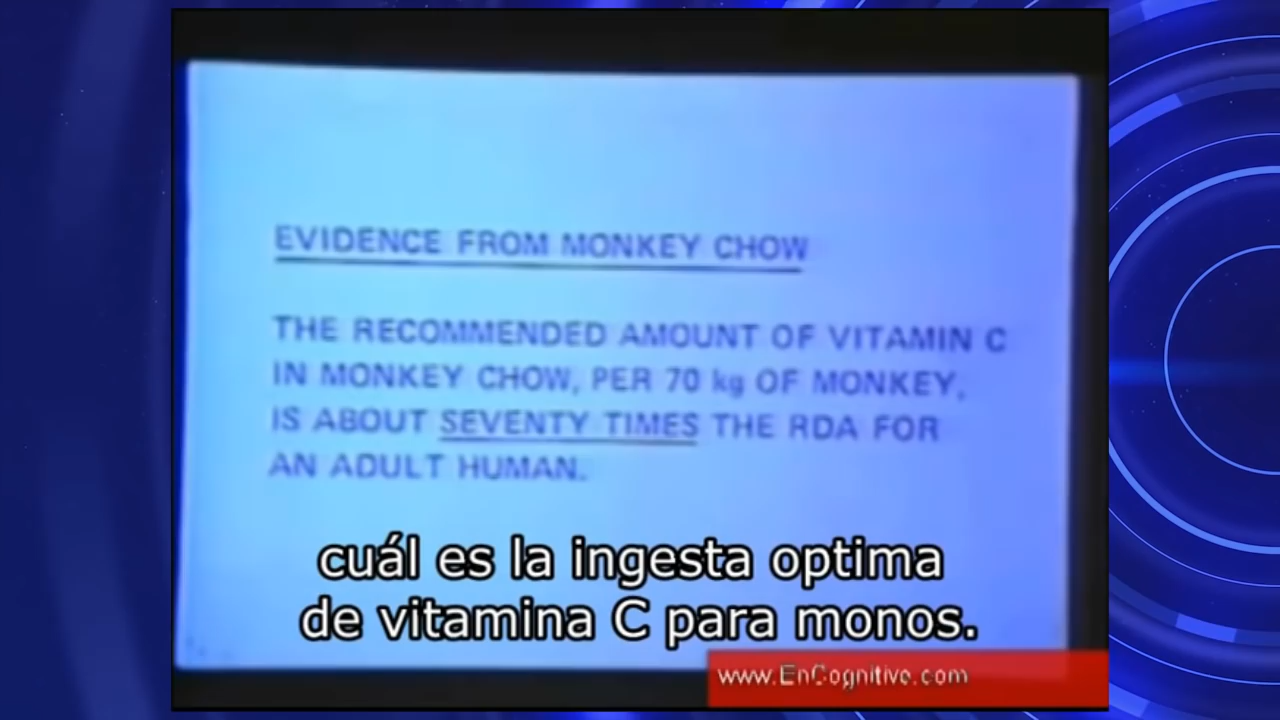 EVIDENCE FROM MONKEY CHOW
THE RECOMMENDED AMOUNT OF VITAMIN C
IN MONKEY CHOW, PER 70 kg OF MONKEY,
IS ABOUT SEVENTY TIMES THE RDA FOR
AN ADULT HUMAN.
cuál es la ingesta optima
de vitamina C para monos.
www.EnCognitive.com